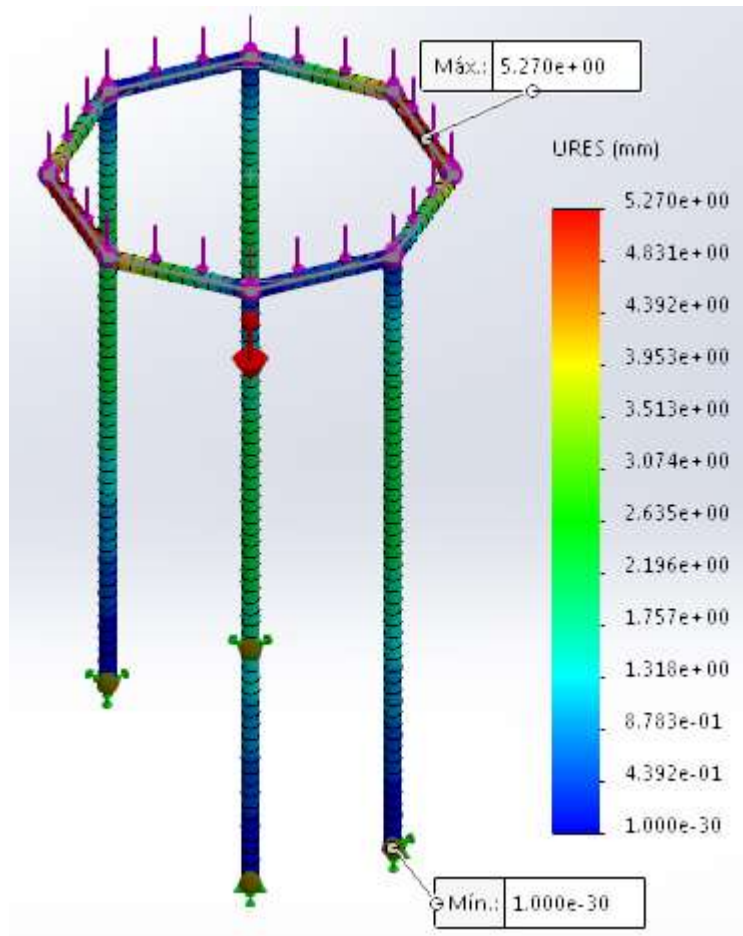 Máx.: 5.270e+00
URES (mm)
5.270e+00
4.831e+00
4.392e+00
3.953e+00
3.513e+00
3.074e+00
2.635e+00
2.196e+00
1.757e+00
1.318e+00
8.783e-01
4.392e-01
1.000e-30
Mín.: 1.000e-30